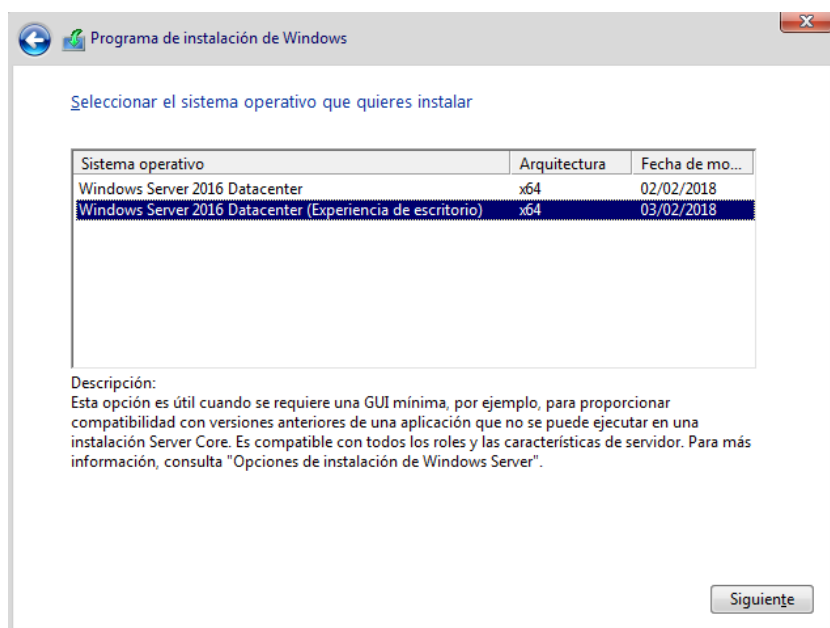 Programa de instalación de Windows
Seleccionar el sistema operativo que quieres instalar
Sistema operativo Arquitectura Fecha de mo...
Windows Server 2016 Datacenter x64 02/02/2018
Windows Server 2016 Datacenter (Experiencia de escritorio) x64 03/02/2018
Descripción:
Esta opción es útil cuando se requiere una GUI mínima, por ejemplo, para proporcionar
compatibilidad con versiones anteriores de una aplicación que no se puede ejecutar en una
instalación Server Core. Es compatible con todos los roles y las características de servidor. Para más
información, consulta "Opciones de instalación de Windows Server".
Siguiente